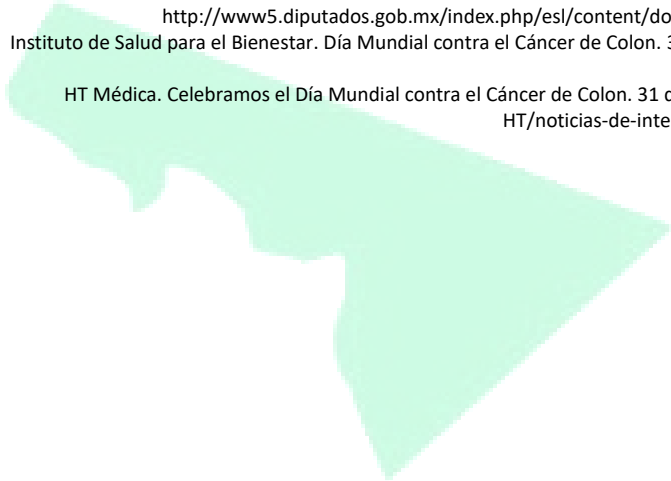 http://www5.diputados.gob.mx/index.php/esl/content/do
Instituto de Salud para el Bienestar. Día Mundial contra el Cáncer de Colon. 3
HT Médica. Celebramos el Día Mundial contra el Cáncer de Colon. 31 d
HT/noticias-de-inte